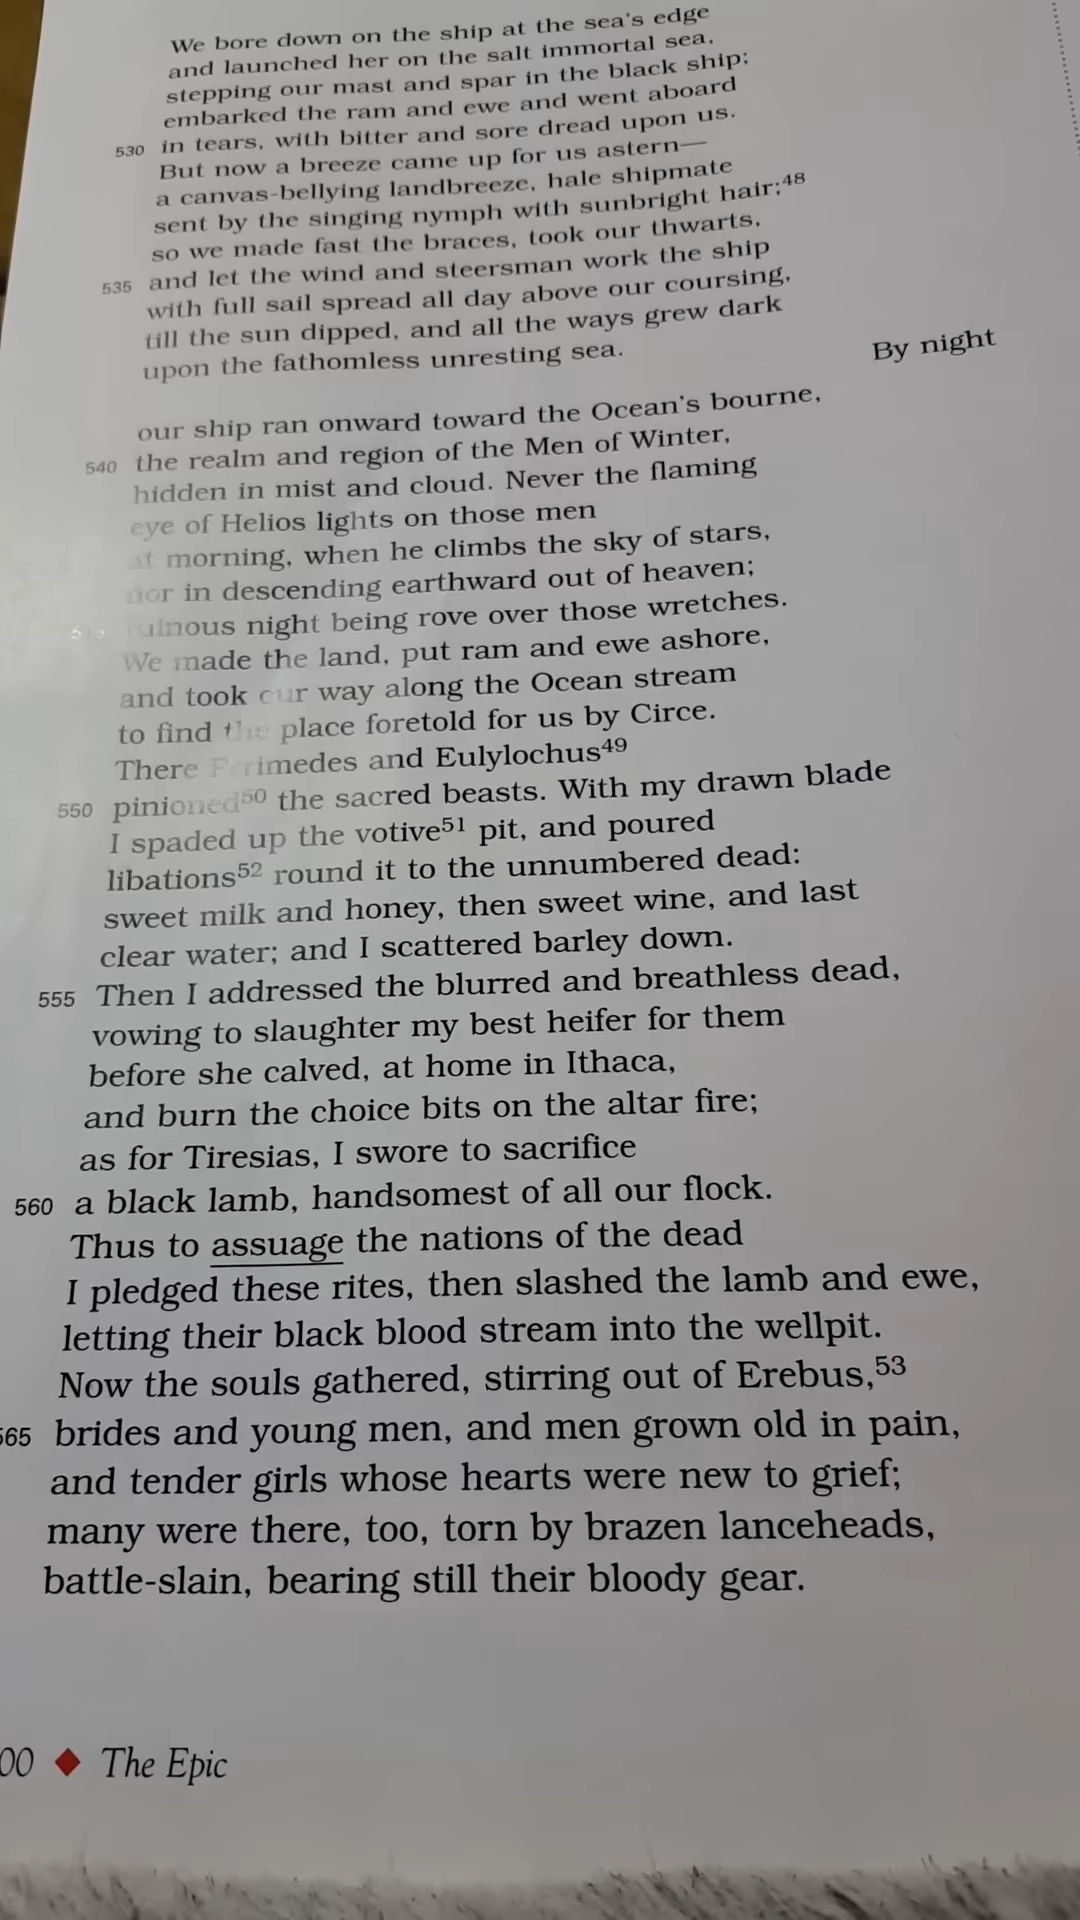 We bore down on the ship at the sea's edge
and launched her on the salt immortal sea,
stepping our mast and spar in the black ship;
embarked the ram and ewe and went aboard
530 in tears, with bitter and sore dread upon us.
But now a breeze came up for us astern—
a canvas-bellying landbreeze, hale shipmate
sent by the singing nymph with sunbright hair;48
so we made fast the braces, took our thwarts,
535 and let the wind and steersman work the ship
with full sail spread all day above our coursing,
till the sun dipped, and all the ways grew dark
upon the fathomless unresting sea.
By night
our ship ran onward toward the Ocean's bourne,
540 the realm and region of the Men of Winter,
hidden in mist and cloud. Never the flaming
eye of Helios lights on those men
at morning, when he climbs the sky of stars,
nor in descending earthward out of heaven;
ruinous night being rove over those wretches.
We made the land, put ram and ewe ashore,
and took our way along the Ocean stream
to find the place foretold for us by Circe.
There Perimedes and Eulylochus49
550 pinioned50 the sacred beasts. With my drawn blade
I spaded up the votive51 pit, and poured
libations52 round it to the unnumbered dead:
sweet milk and honey, then sweet wine, and last
clear water; and I scattered barley down.
555 Then I addressed the blurred and breathless dead,
vowing to slaughter my best heifer for them
before she calved, at home in Ithaca,
and burn the choice bits on the altar fire;
as for Tiresias, I swore to sacrifice
560 a black lamb, handsomest of all our flock.
Thus to assuage the nations of the dead
I pledged these rites, then slashed the lamb and ewe,
letting their black blood stream into the wellpit.
Now the souls gathered, stirring out of Erebus,53
565 brides and young men, and men grown old in pain,
and tender girls whose hearts were new to grief;
many were there, too, torn by brazen lanceheads,
battle-slain, bearing still their bloody gear.
00 ◆ The Epic